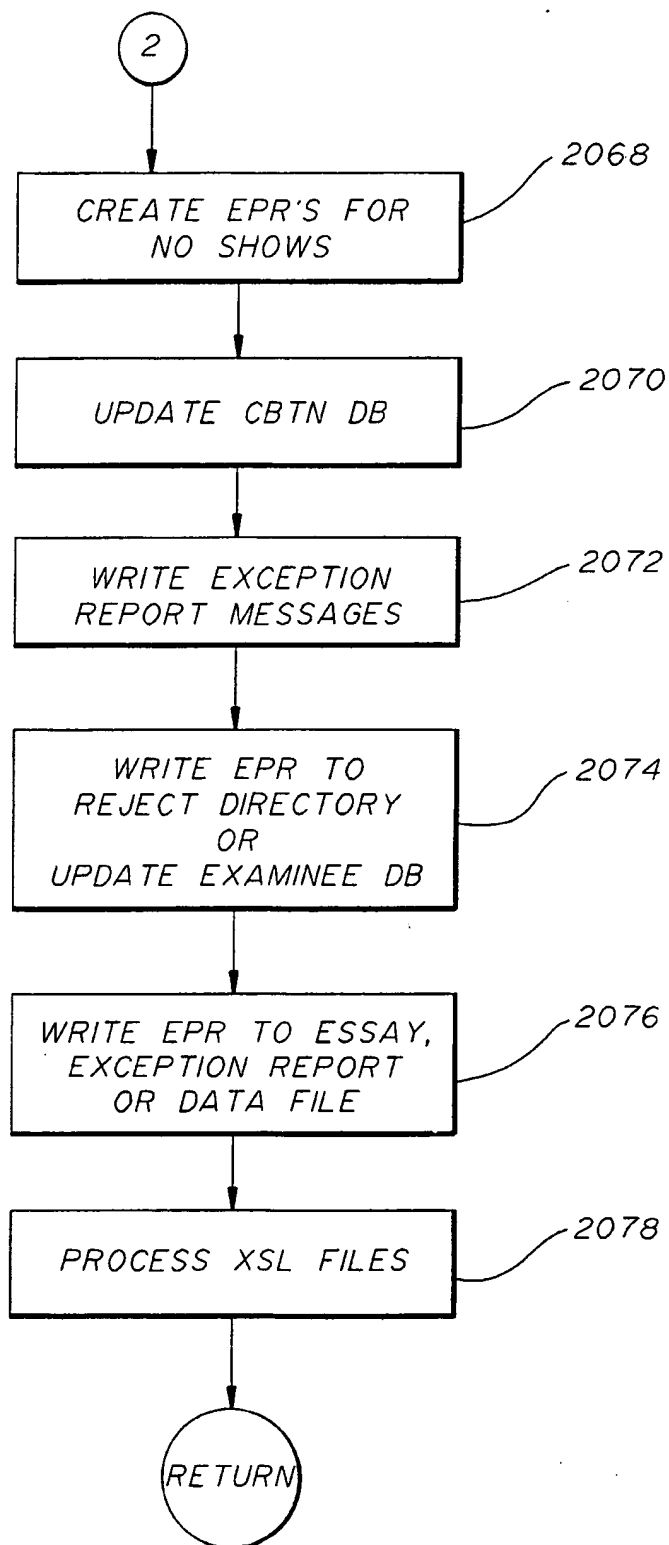 2
2068
CREATE EPR'S FOR
NO SHOWS
2070
UPDATE CBTN DB
2072
WRITE EXCEPTION
REPORT MESSAGES
2074
WRITE EPR TO
REJECT DIRECTORY
OR
UPDATE EXAMINEE DB
2076
WRITE EPR TO ESSAY,
EXCEPTION REPORT
OR DATA FILE
2078
PROCESS XSL FILES
RETURN